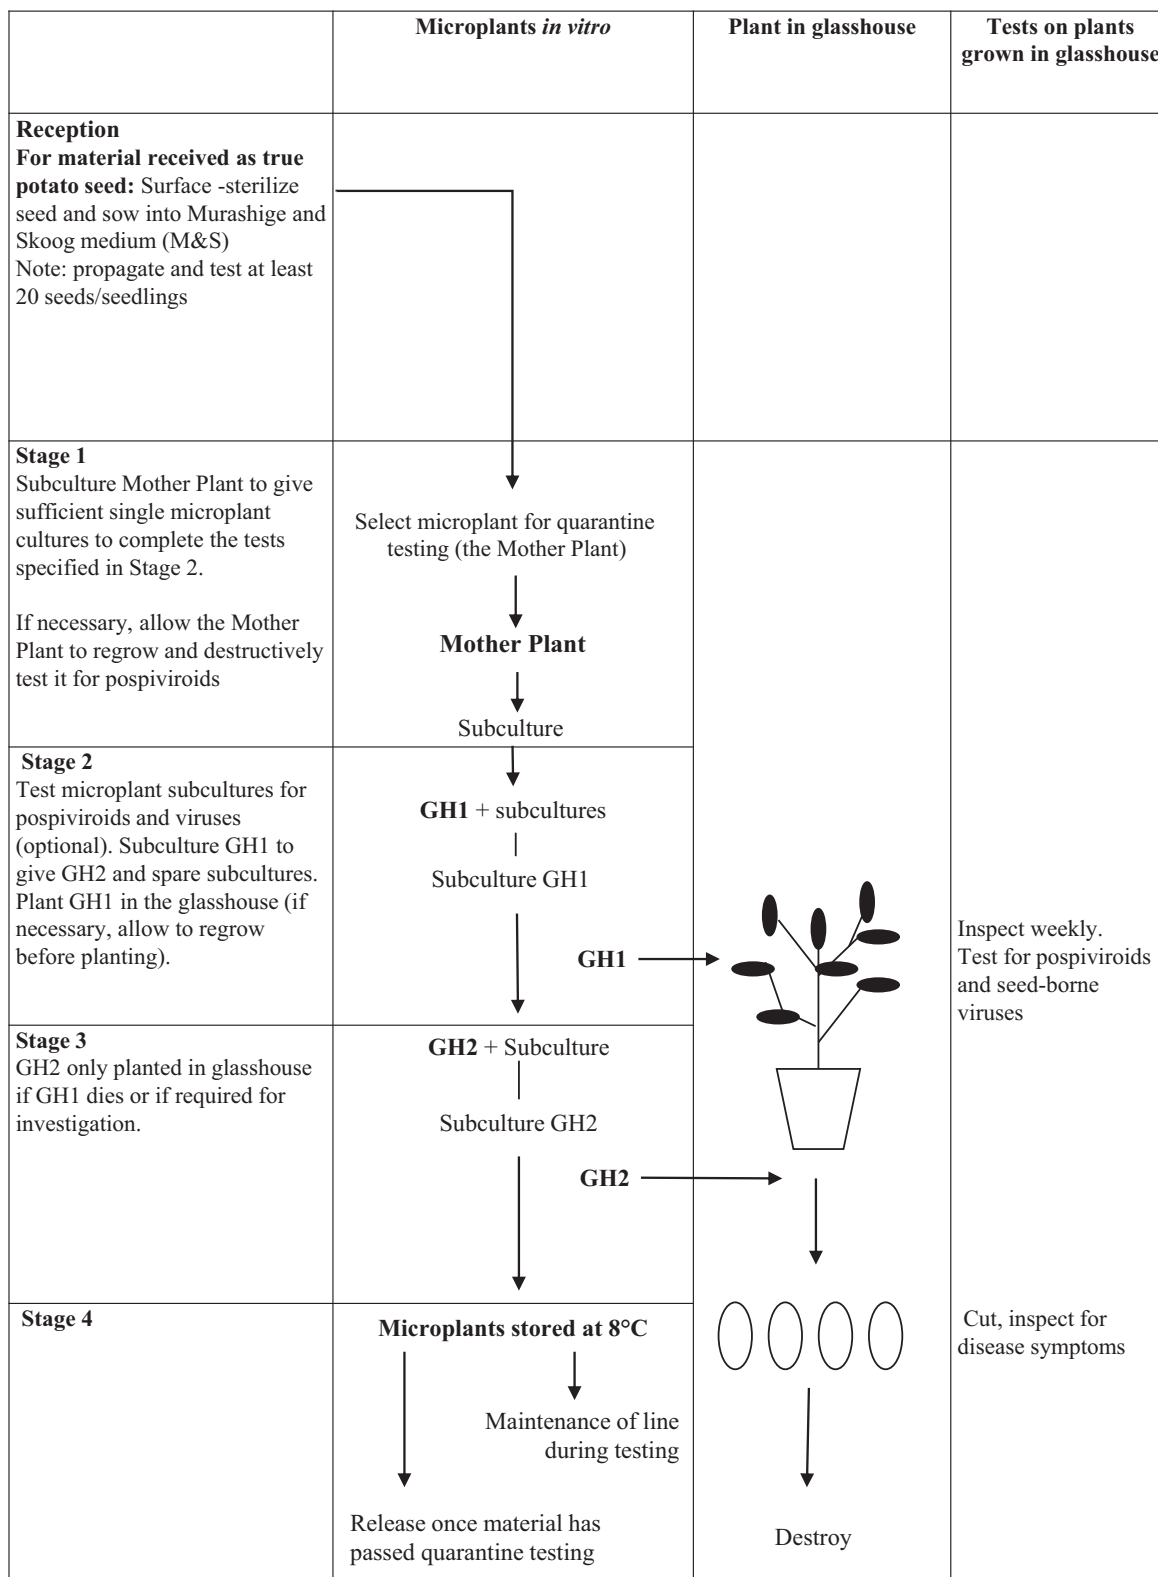 Microplants in vitro
Plant in glasshouse
Tests on plants
grown in glasshouse
Reception
For material received as true
potato seed: Surface -sterilize
seed and sow into Murashige and
Skoog medium (M&S)
Note: propagate and test at least
20 seeds/seedlings
Stage 1
Subculture Mother Plant to give
sufficient single microplant
cultures to complete the tests
specified in Stage 2.
If necessary, allow the Mother
Plant to regrow and destructively
test it for pospiviroids
Select microplant for quarantine
testing (the Mother Plant)
Mother Plant
Subculture
Stage 2
Test microplant subcultures for
pospiviroids and viruses
(optional). Subculture GH1 to
give GH2 and spare subcultures.
Plant GH1 in the glasshouse (if
necessary, allow to regrow
before planting).
GH1 + subcultures
Subculture GH1
GH1
Inspect weekly.
Test for pospiviroids
and seed-borne
viruses
Stage 3
GH2 only planted in glasshouse
if GH1 dies or if required for
investigation.
GH2 + Subculture
Subculture GH2
GH2
Stage 4
Microplants stored at 8°C
Maintenance of line
during testing
Release once material has
passed quarantine testing
Destroy
Cut, inspect for
disease symptoms